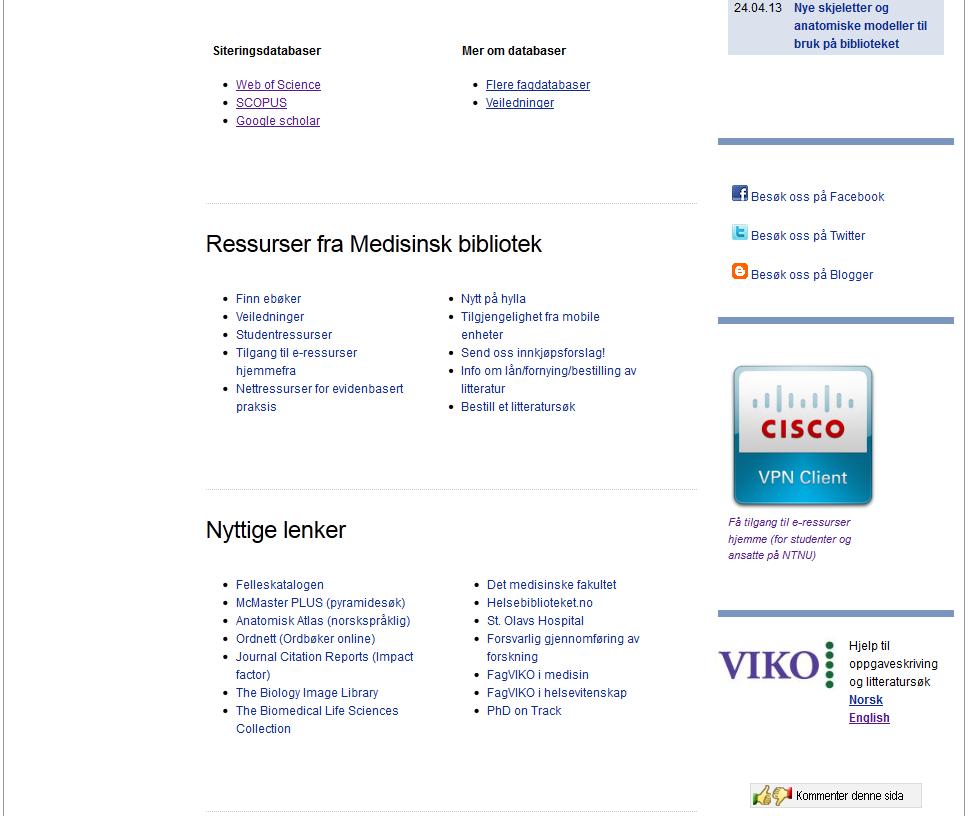 Siteringsdatabaser
Web of Science
SCOPUS
Google scholar
Mer om databaser
Flere fagdatabaser
Veiledninger
Ressurser fra Medisinsk bibliotek
Finn ebøker
Veiledninger
Studentressurser
Tilgang til e-ressurser
hjemmefra
Nettressurser for evidenbasert
praksis
Nytt på hylla
Tilgjengelighet fra mobile
enheter
Send oss innkjøpsforslag!
Info om lån/fornying/bestilling av
litteratur
Bestill et litteratursøk
Nyttige lenker
Felleskatalogen
McMaster PLUS (pyramidesøk)
Anatomisk Atlas (norskspråklig)
Ordnett (Ordbøker online)
Journal Citation Reports (Impact
factor)
The Biology Image Library
The Biomedical Life Sciences
Collection
Det medisinske fakultet
Helsebiblioteket.no
St. Olavs Hospital
Forsvarlig gjennomføring av
forskning
FagVIKO i medisin
FagVIKO i helsevitenskap
PhD on Track
24.04.13 Nye skjeletter og
anatomiske modeller til
bruk på biblioteket
Besøk oss på Facebook
Besøk oss på Twitter
Besøk oss på Blogger
CISCO
VPN Client
Få tilgang til e-ressurser
hjemme (for studenter og
ansatte på NTNU)
VIKO
Hjelp til
oppgaveskriving
og litteratursøk
Norsk
English
Kommenter denne sida